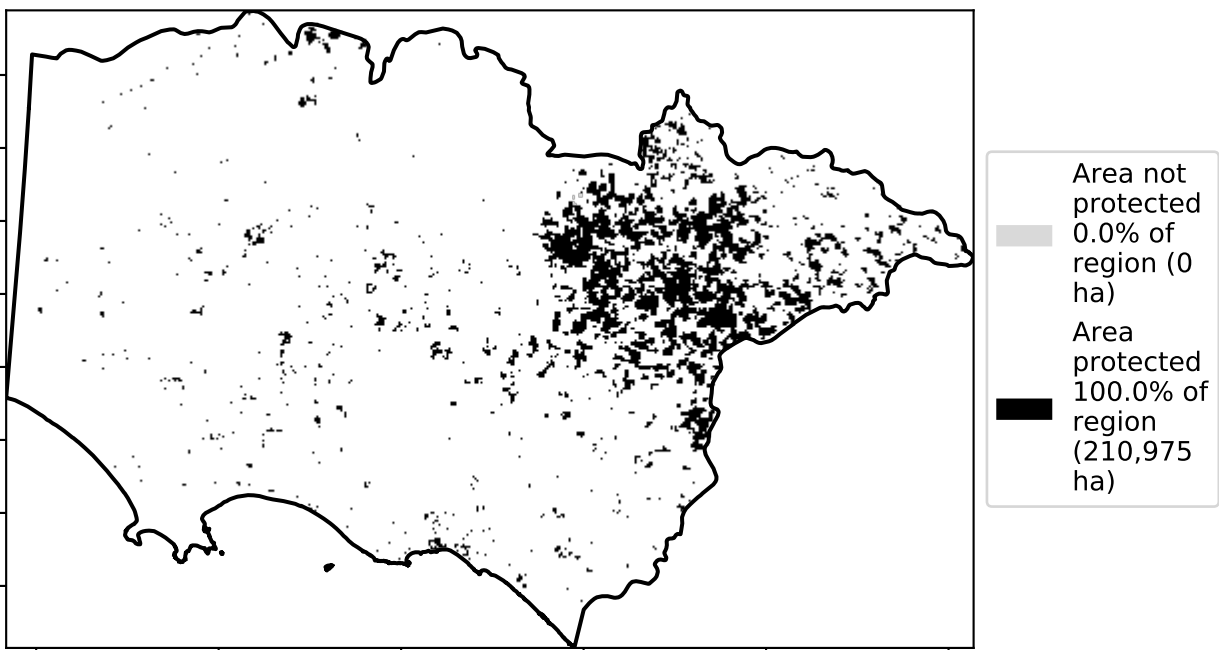 Area not
protected
0.0% of
region (0
ha)
Area
protected
100.0% of
region
(210,975
ha)